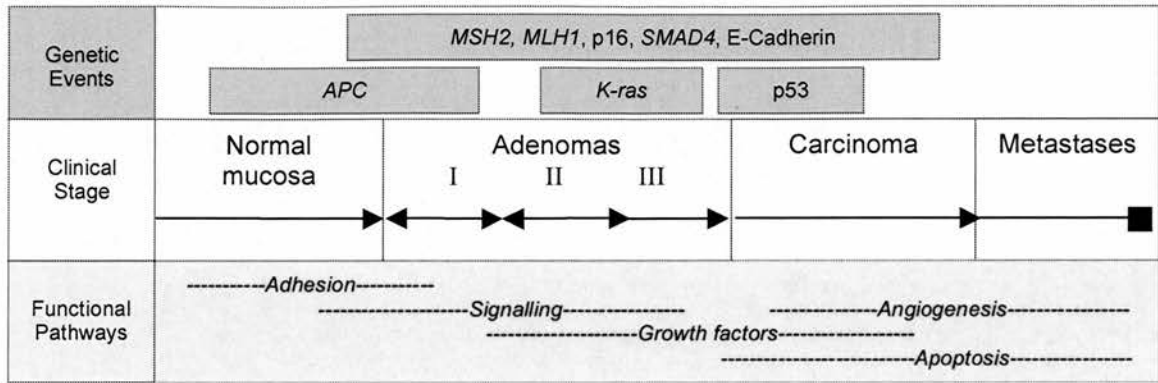 Genetic
Events
MSH2, MLH1, p16, SMAD4, E-Cadherin
APC
K-ras
p53
Clinical
Stage
Normal
mucosa
Adenomas
I
II
III
Carcinoma
Metastases
Functional
Pathways
Adhesion
Signalling
Growth factors
Angiogenesis
Apoptosis